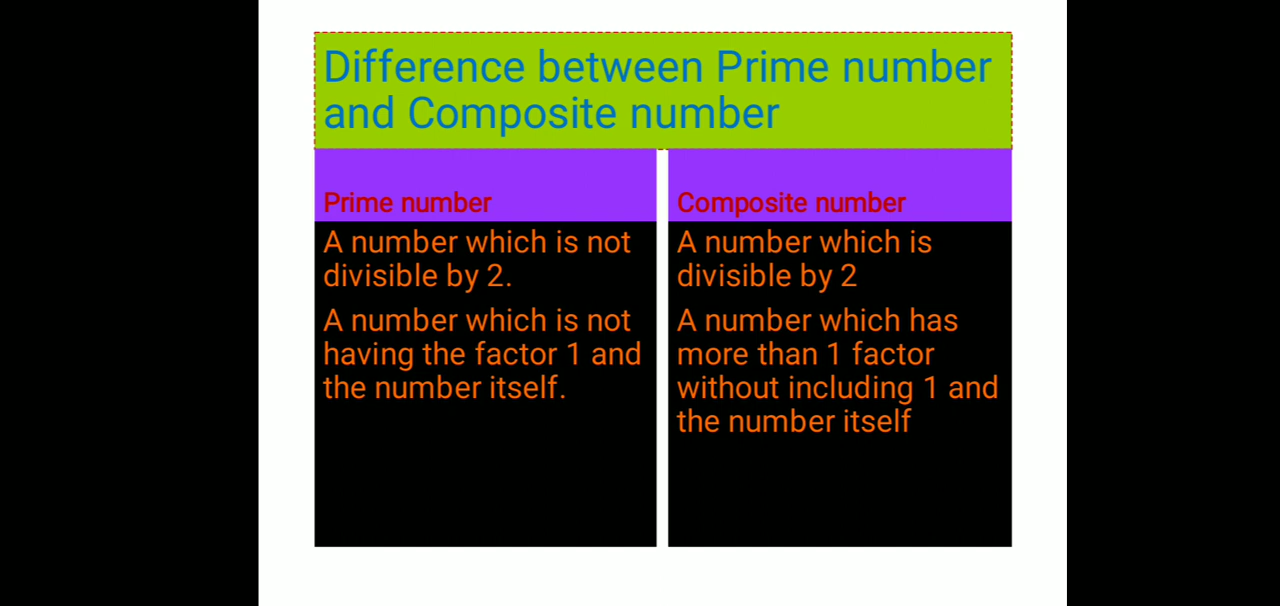 Difference between Prime number
and Composite number
Prime number
A number which is not
divisible by 2.
A number which is not
having the factor 1 and
the number itself.
Composite number
A number which is
divisible by 2
A number which has
more than 1 factor
without including 1 and
the number itself